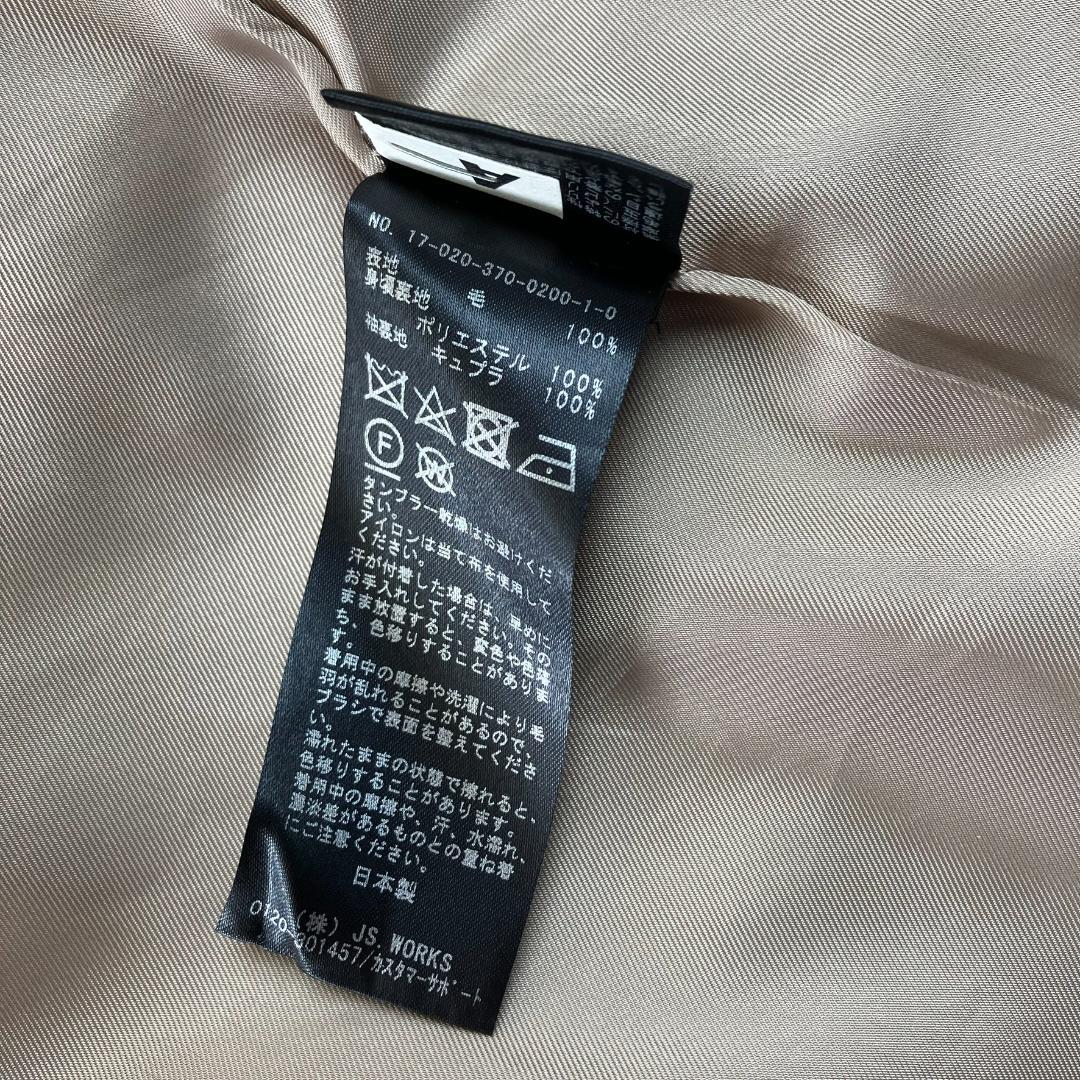 NO. 17-020-370-0200-1-0
表地 毛 100%
身頃裏地 ポリエステル 100%
袖裏地 キュプラ 100%
F
W
タンブラー乾燥はお避けくだ
さい。
アイロンは当て布を使用して
ください。
汗が付着した場合は、早めに
お手入れしてください。その
まま放置すると、変色や色落
ち、色移りすることがありま
す。
着用中の摩擦や洗濯により毛
羽が乱れることがあるので、
ブラシで表面を整えてくださ
い。
濡れたままの状態で擦れると、
色移りすることがあります。
着用中の摩擦や、汗、水濡れ、
濃淡差があるものとの重ね着
にご注意ください。
日本製
(株) JS.WORKS
0120-301457/カスタマーサポート